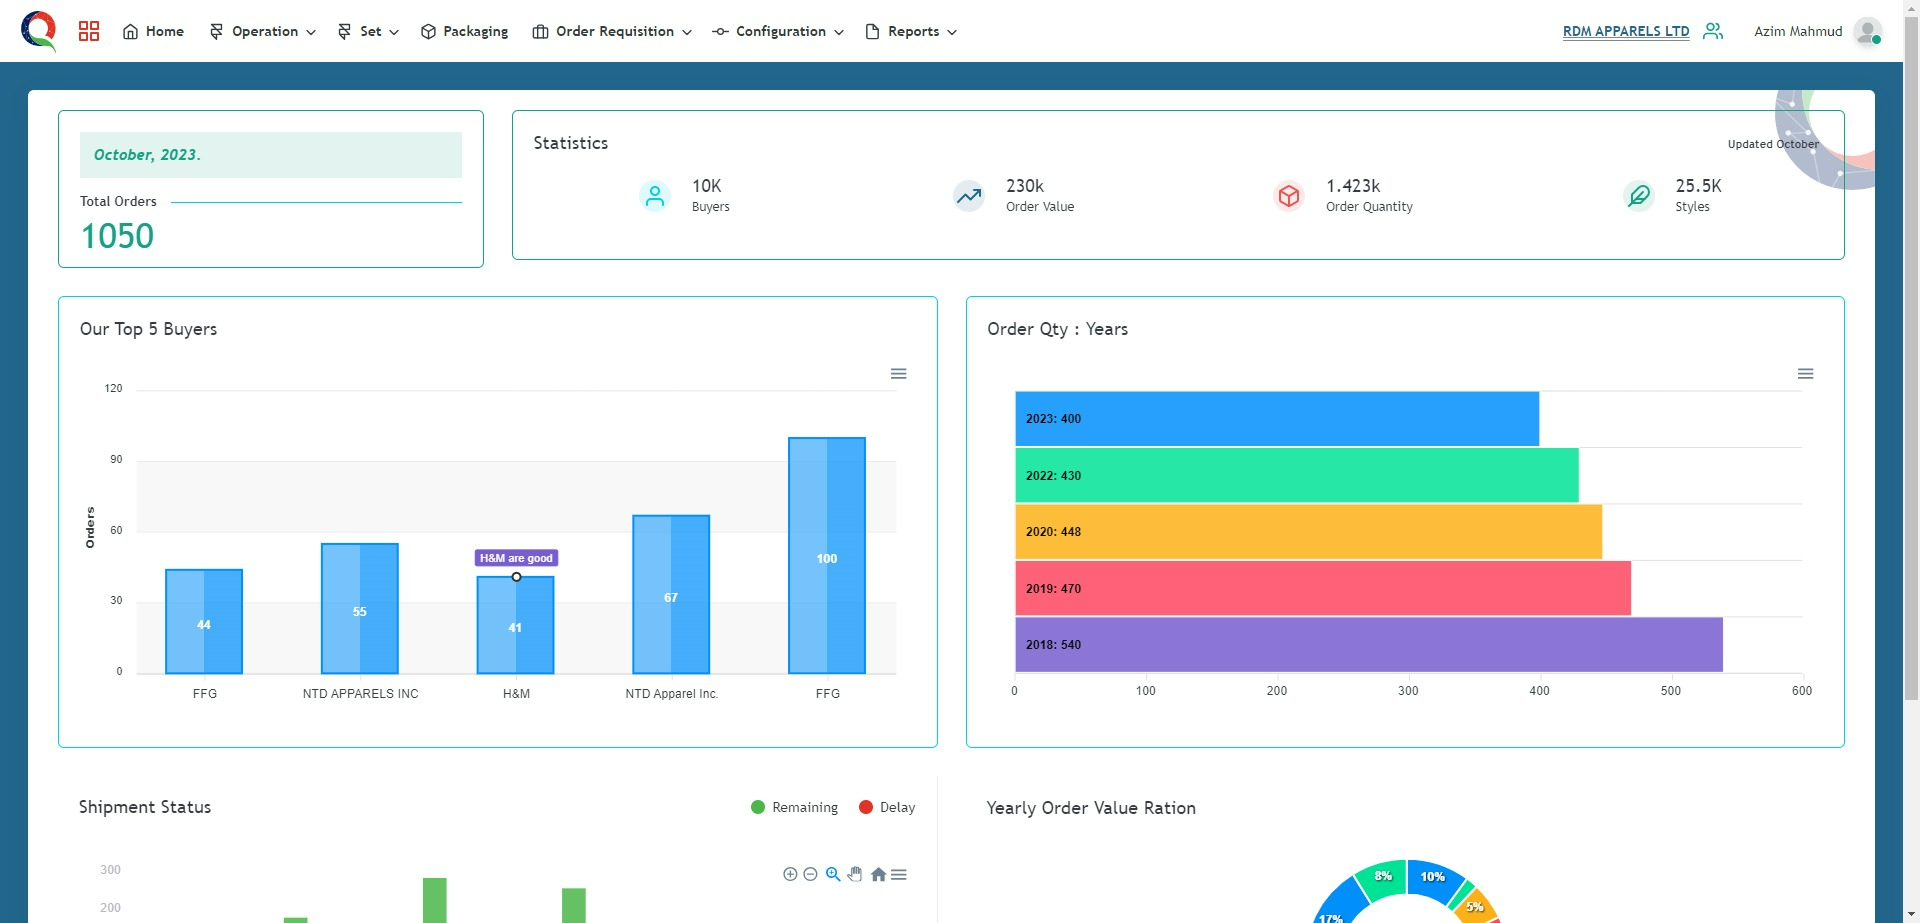 Home Operation Set Packaging Order Requisition Configuration Reports RDM APPARELS LTD Azim Mahmud
October, 2023.
Total Orders
1050
Statistics
Updated October
10K
Buyers
230k
Order Value
1.423k
Order Quantity
25.5K
Styles
Our Top 5 Buyers
120
90
60
30
0
Orders
44
55
H&M are good
41
67
100
FFG NTD APPARELS INC H&M NTD Apparel Inc. FFG
Order Qty : Years
2023: 400
2022: 430
2020: 448
2019: 470
2018: 540
0 100 200 300 400 500 600
Shipment Status
Remaining Delay
300
200
Yearly Order Value Ration
8% 10%
5%
17%